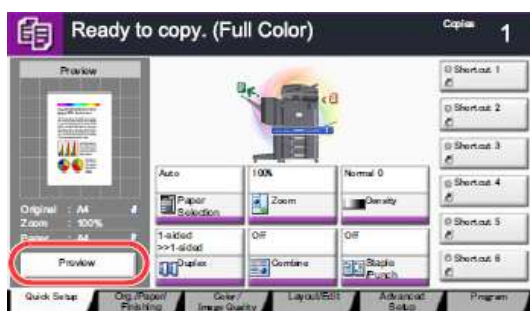 Ready to copy. (Full Color)
Copies
1
Preview
Original : A4
Zoom : 100%
Paper : A4
Preview
Auto
Paper
Selection
100%
Zoom
Normal 0
Density
1-sided
>>1-sided
Duplex
Off
Combine
Off
Staple
/Punch
Shortcut 1
Shortcut 2
Shortcut 3
Shortcut 4
Shortcut 5
Shortcut 6
Quick Setup
Org./Paper/
Finishing
Color/
Image Quality
Layout/Edit
Advanced
Setup
Program